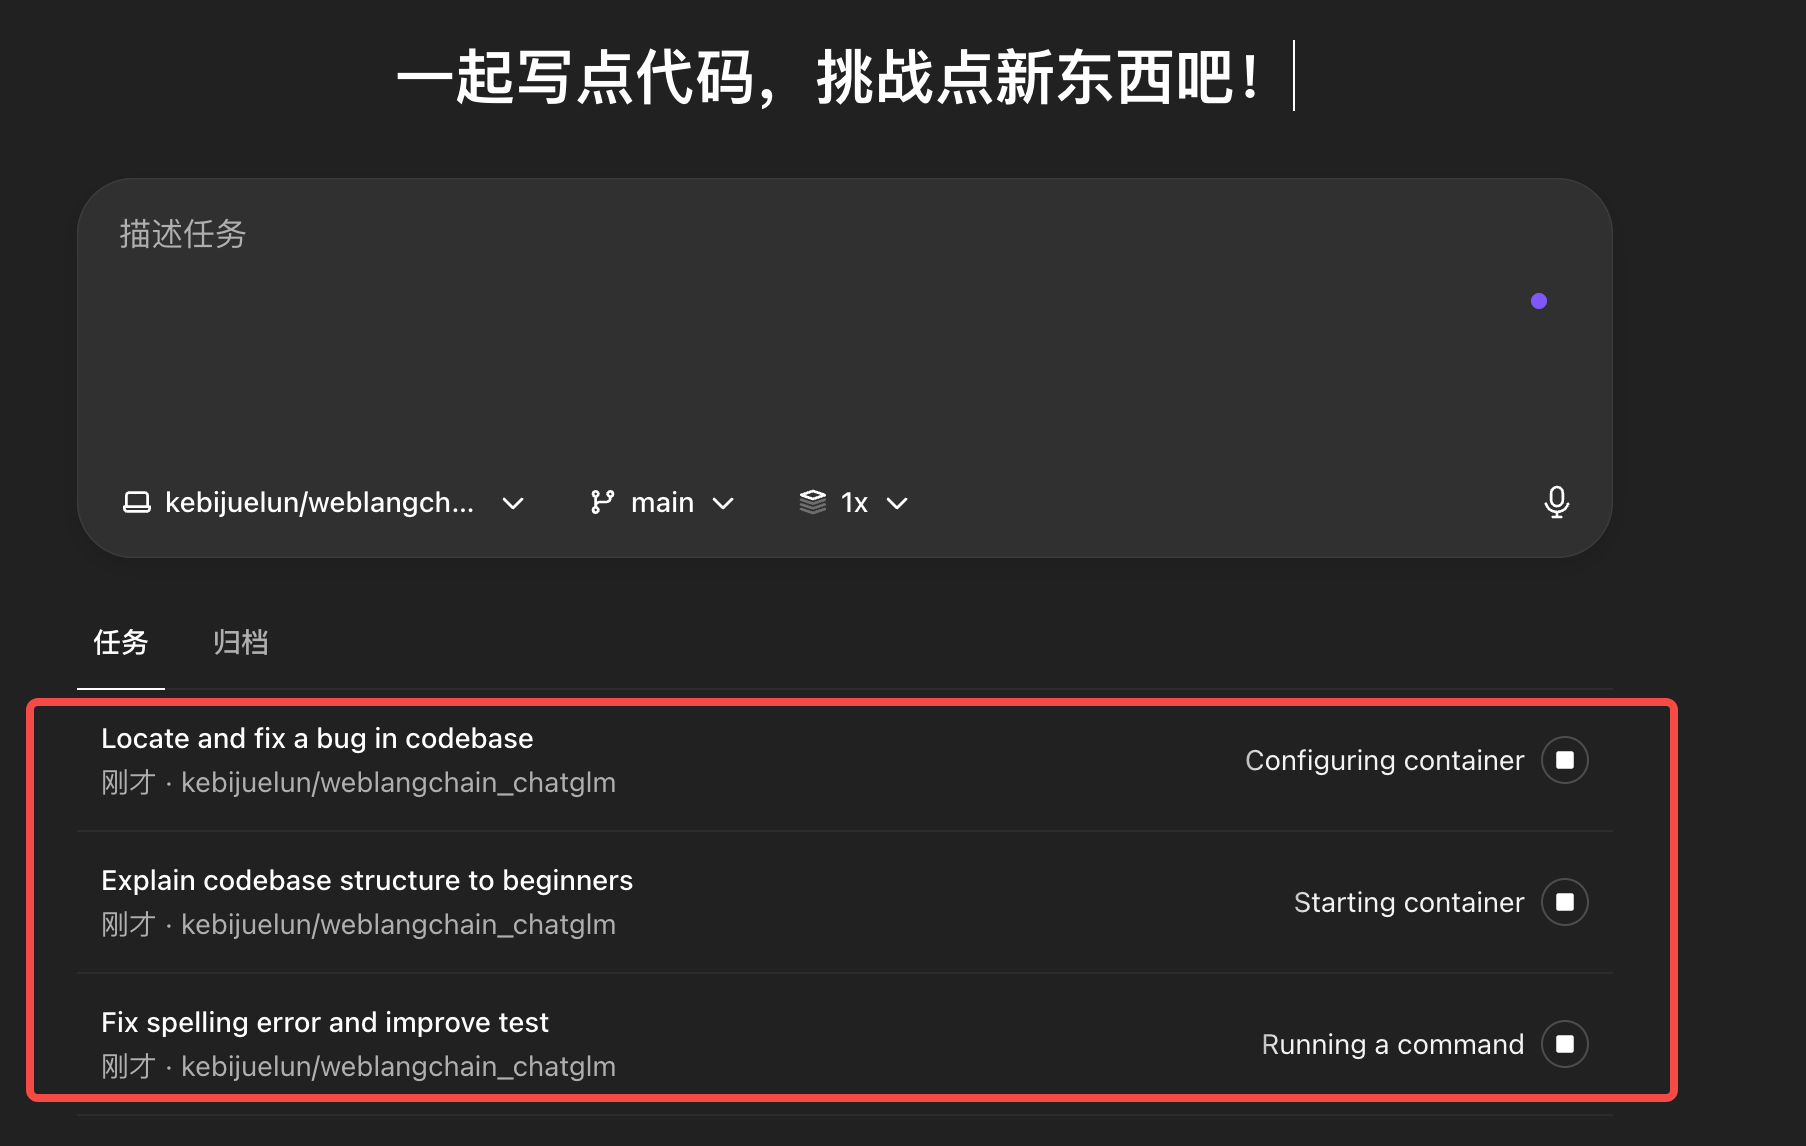 一起写点代码，挑战点新东西吧！
描述任务
kebijuelun/weblangch... main 1x
任务 归档
Locate and fix a bug in codebase
刚才 · kebijuelun/weblangchain_chatglm
Configuring container
Explain codebase structure to beginners
刚才 · kebijuelun/weblangchain_chatglm
Starting container
Fix spelling error and improve test
刚才 · kebijuelun/weblangchain_chatglm
Running a command